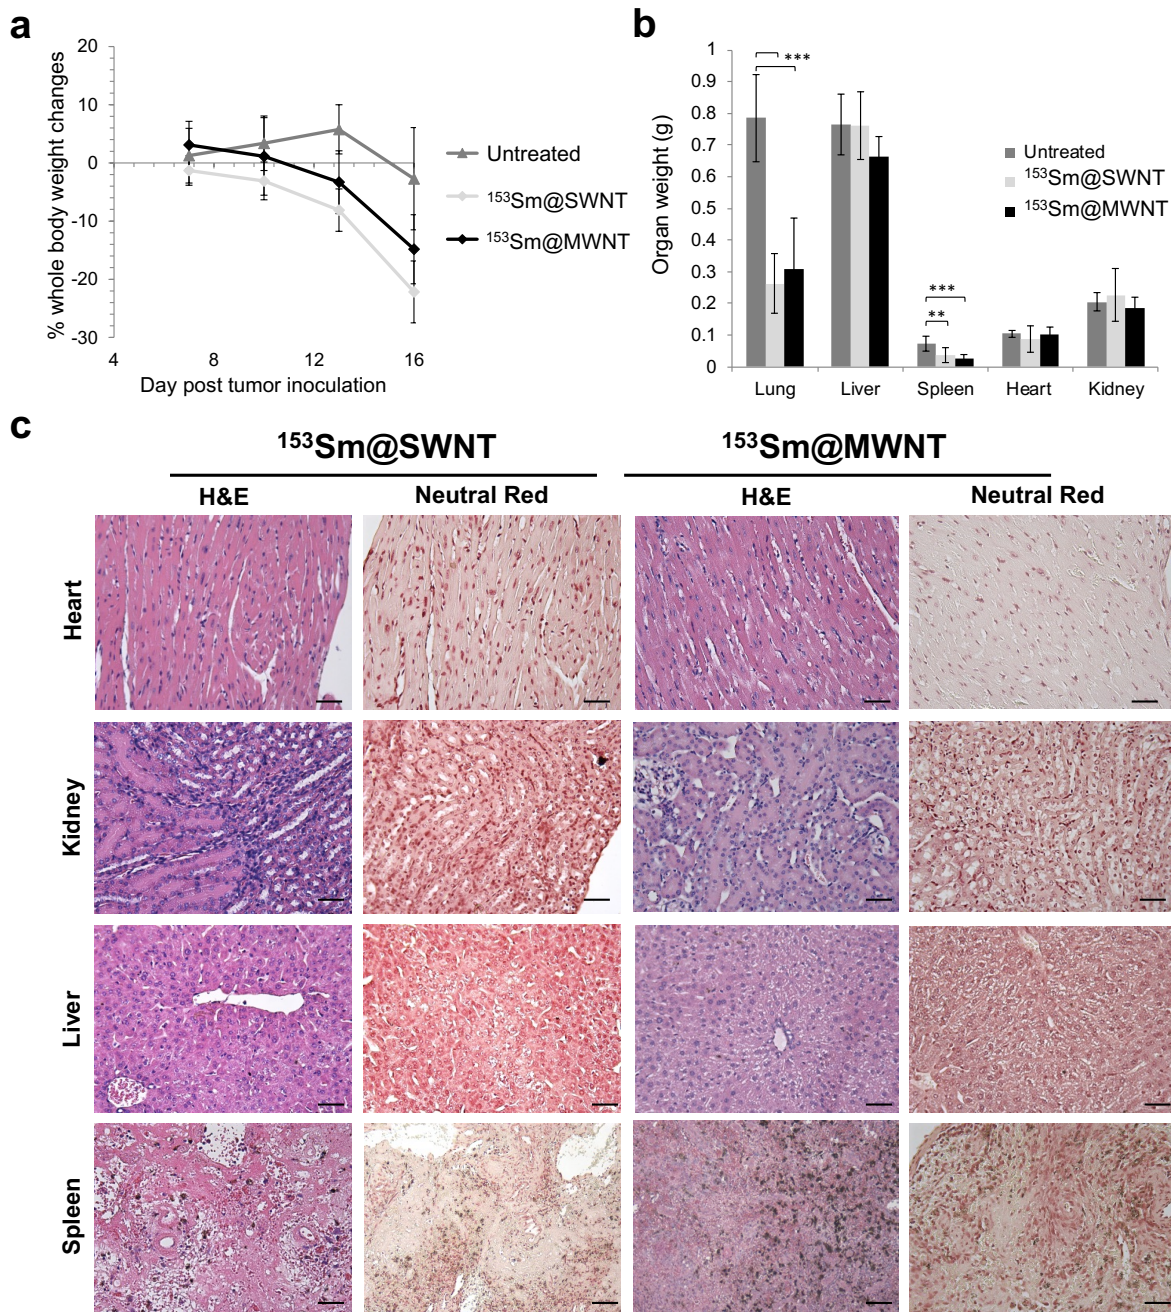 a
20
10
0
-10
-20
-30
4
8
12
16
% whole body weight changes
Day post tumor inoculation
Untreated
¹⁵³Sm@SWNT
¹⁵³Sm@MWNT
b
1
0.9
0.8
0.7
0.6
0.5
0.4
0.3
0.2
0.1
0
Organ weight (g)
***
***
**
Untreated
¹⁵³Sm@SWNT
¹⁵³Sm@MWNT
Lung
Liver
Spleen
Heart
Kidney
c
¹⁵³Sm@SWNT
¹⁵³Sm@MWNT
H&E
Neutral Red
H&E
Neutral Red
Heart
Kidney
Liver
Spleen